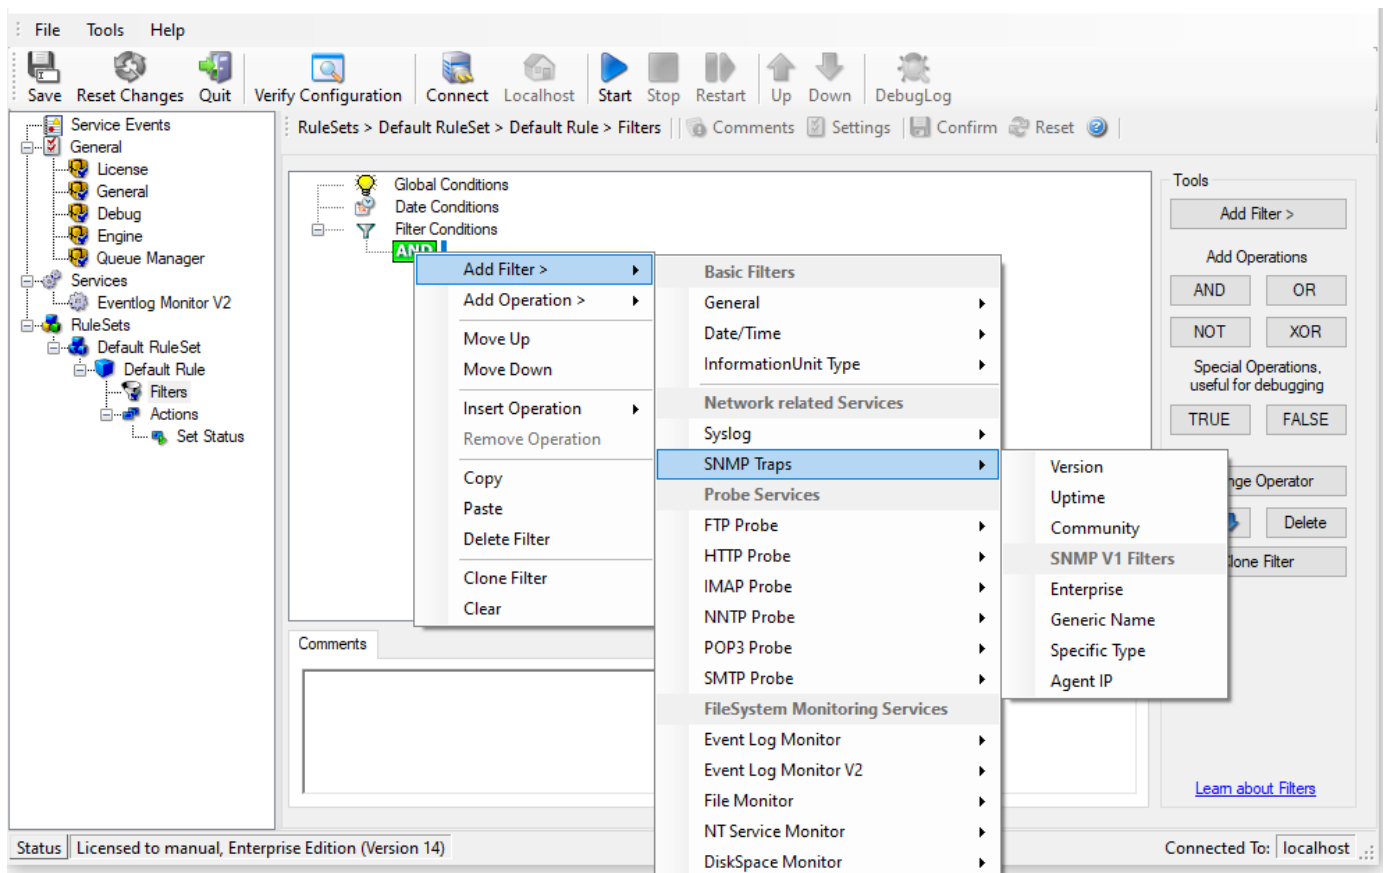 File Tools Help
Save Reset Changes Quit Verify Configuration Connect Localhost Start Stop Restart Up Down DebugLog
RuleSets > Default RuleSet > Default Rule > Filters Comments Settings Confirm Reset
Service Events
General
License
General
Debug
Engine
Queue Manager
Services
Eventlog Monitor V2
RuleSets
Default RuleSet
Default Rule
Filters
Actions
Set Status
Global Conditions
Date Conditions
Filter Conditions
AND
Add Filter >
Add Operation >
Move Up
Move Down
Insert Operation
Remove Operation
Copy
Paste
Delete Filter
Clone Filter
Clear
Basic Filters
General
Date/Time
InformationUnit Type
Network related Services
Syslog
SNMP Traps
Probe Services
FTP Probe
HTTP Probe
IMAP Probe
NNTP Probe
POP3 Probe
SMTP Probe
FileSystem Monitoring Services
Event Log Monitor
Event Log Monitor V2
File Monitor
NT Service Monitor
DiskSpace Monitor
Version
Uptime
Community
SNMP V1 Filters
Enterprise
Generic Name
Specific Type
Agent IP
Tools
Add Filter >
Add Operations
AND OR
NOT XOR
Special Operations,
useful for debugging
TRUE FALSE
Operator
Delete
Filter
Learn about Filters
Comments
Status Licensed to manual, Enterprise Edition (Version 14)
Connected To: localhost